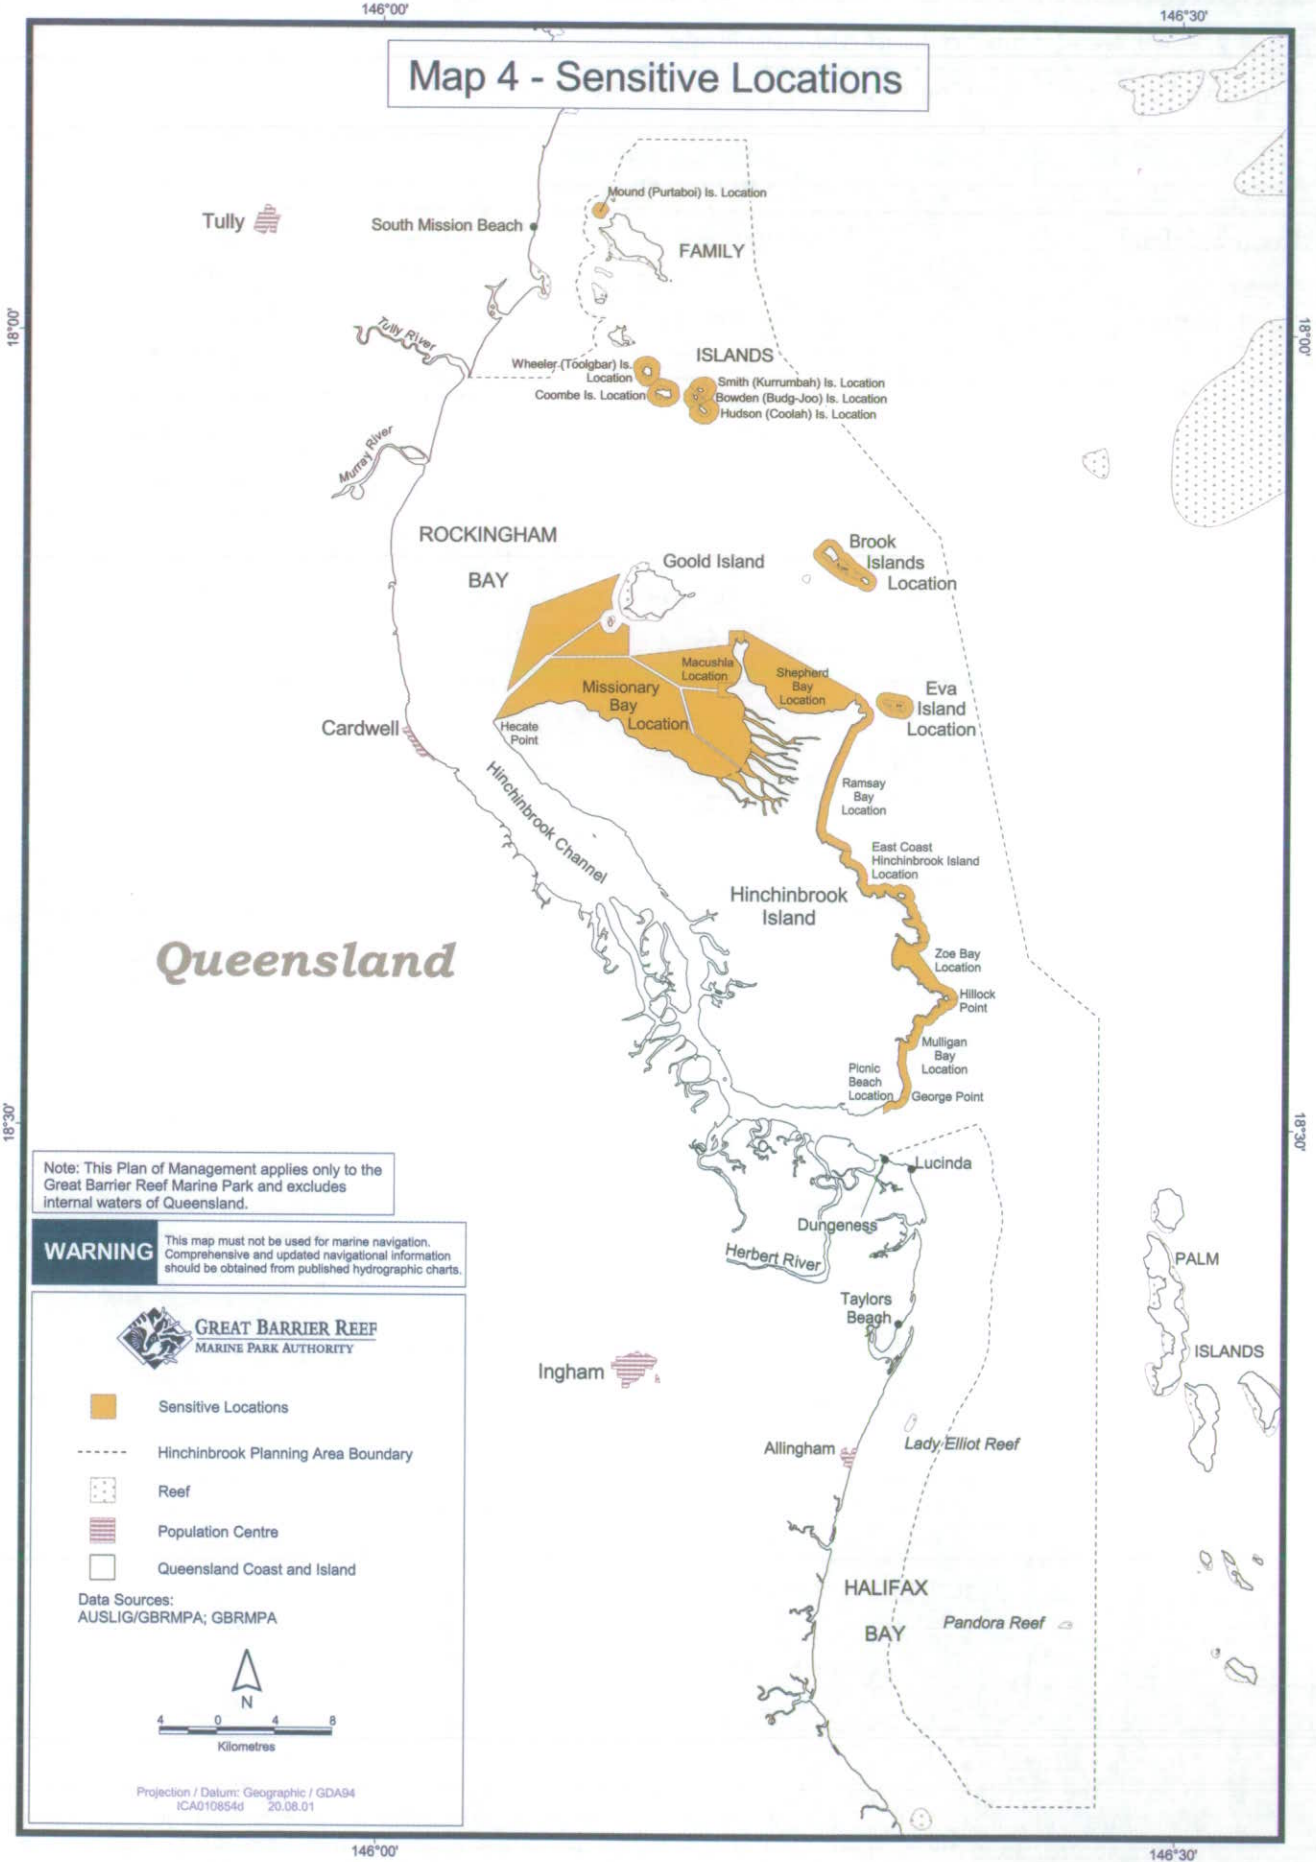 146°00'
146°30'
Map 4 - Sensitive Locations
Mound (Purtaboi) Is. Location
Tully
South Mission Beach
FAMILY
18°00'
18°00'
Tully River
ISLANDS
Wheeler (Toolgbar) Is.
Location
Coombe Is. Location
Smith (Kurrumbah) Is. Location
Bowden (Budg-Joo) Is. Location
Hudson (Coolah) Is. Location
Murray River
ROCKINGHAM
BAY
Goold Island
Brook
Islands
Location
Macushla
Location
Shepherd
Bay
Location
Missionary
Bay
Location
Eva
Island
Location
Hecate
Point
Cardwell
Hinchinbrook Channel
Ramsay
Bay
Location
East Coast
Hinchinbrook Island
Location
Hinchinbrook
Island
Queensland
Zoe Bay
Location
Hillock
Point
Mulligan
Bay
Location
Picnic
Beach
Location
George Point
18°30'
18°30'
Note: This Plan of Management applies only to the
Great Barrier Reef Marine Park and excludes
internal waters of Queensland.
Lucinda
Dungeness
WARNING
This map must not be used for marine navigation.
Comprehensive and updated navigational information
should be obtained from published hydrographic charts.
Herbert River
PALM
Taylors
Beach
ISLANDS
GREAT BARRIER REEF
MARINE PARK AUTHORITY
Ingham
Sensitive Locations
Hinchinbrook Planning Area Boundary
Reef
Population Centre
Queensland Coast and Island
Allingham
Lady Elliot Reef
HALIFAX
BAY
Pandora Reef
Data Sources:
AUSLIG/GBRMPA; GBRMPA
N
4 0 4 8
Kilometres
Projection / Datum: Geographic / GDA94
ICA010854d 20.08.01
146°00'
146°30'